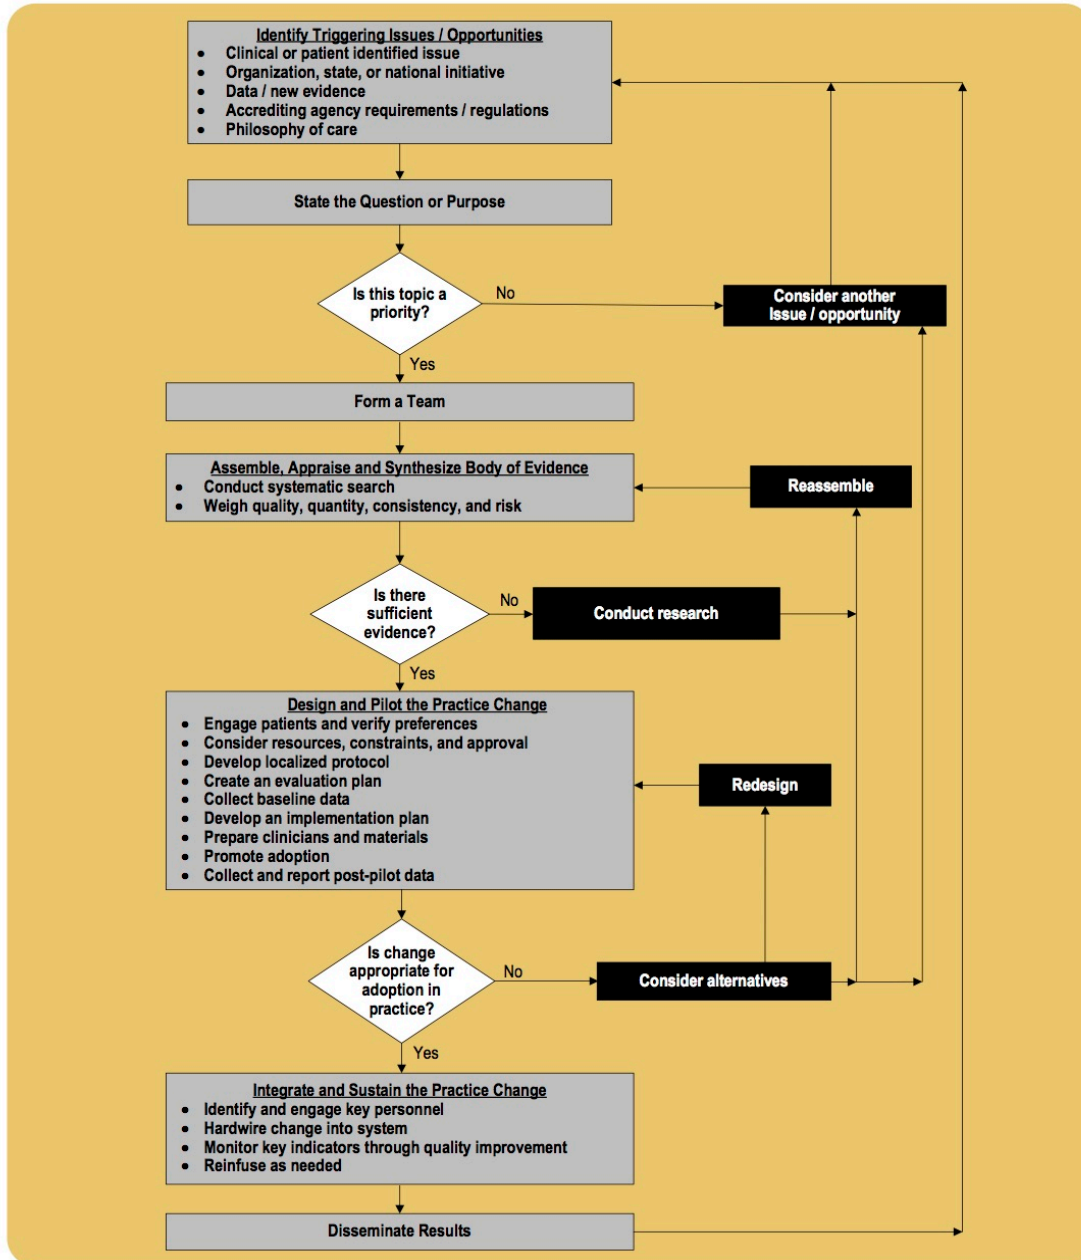 Identify Triggering Issues / Opportunities
• Clinical or patient identified issue
• Organization, state, or national initiative
• Data / new evidence
• Accrediting agency requirements / regulations
• Philosophy of care
State the Question or Purpose
Is this topic a
priority?
No
Consider another
Issue / opportunity
Yes
Form a Team
Assemble, Appraise and Synthesize Body of Evidence
• Conduct systematic search
• Weigh quality, quantity, consistency, and risk
Reassemble
Is there
sufficient
evidence?
No
Conduct research
Yes
Design and Pilot the Practice Change
• Engage patients and verify preferences
• Consider resources, constraints, and approval
• Develop localized protocol
• Create an evaluation plan
• Collect baseline data
• Develop an implementation plan
• Prepare clinicians and materials
• Promote adoption
• Collect and report post-pilot data
Redesign
Is change
appropriate for
adoption in
practice?
No
Consider alternatives
Yes
Integrate and Sustain the Practice Change
• Identify and engage key personnel
• Hardwire change into system
• Monitor key indicators through quality improvement
• Reinfuse as needed
Disseminate Results